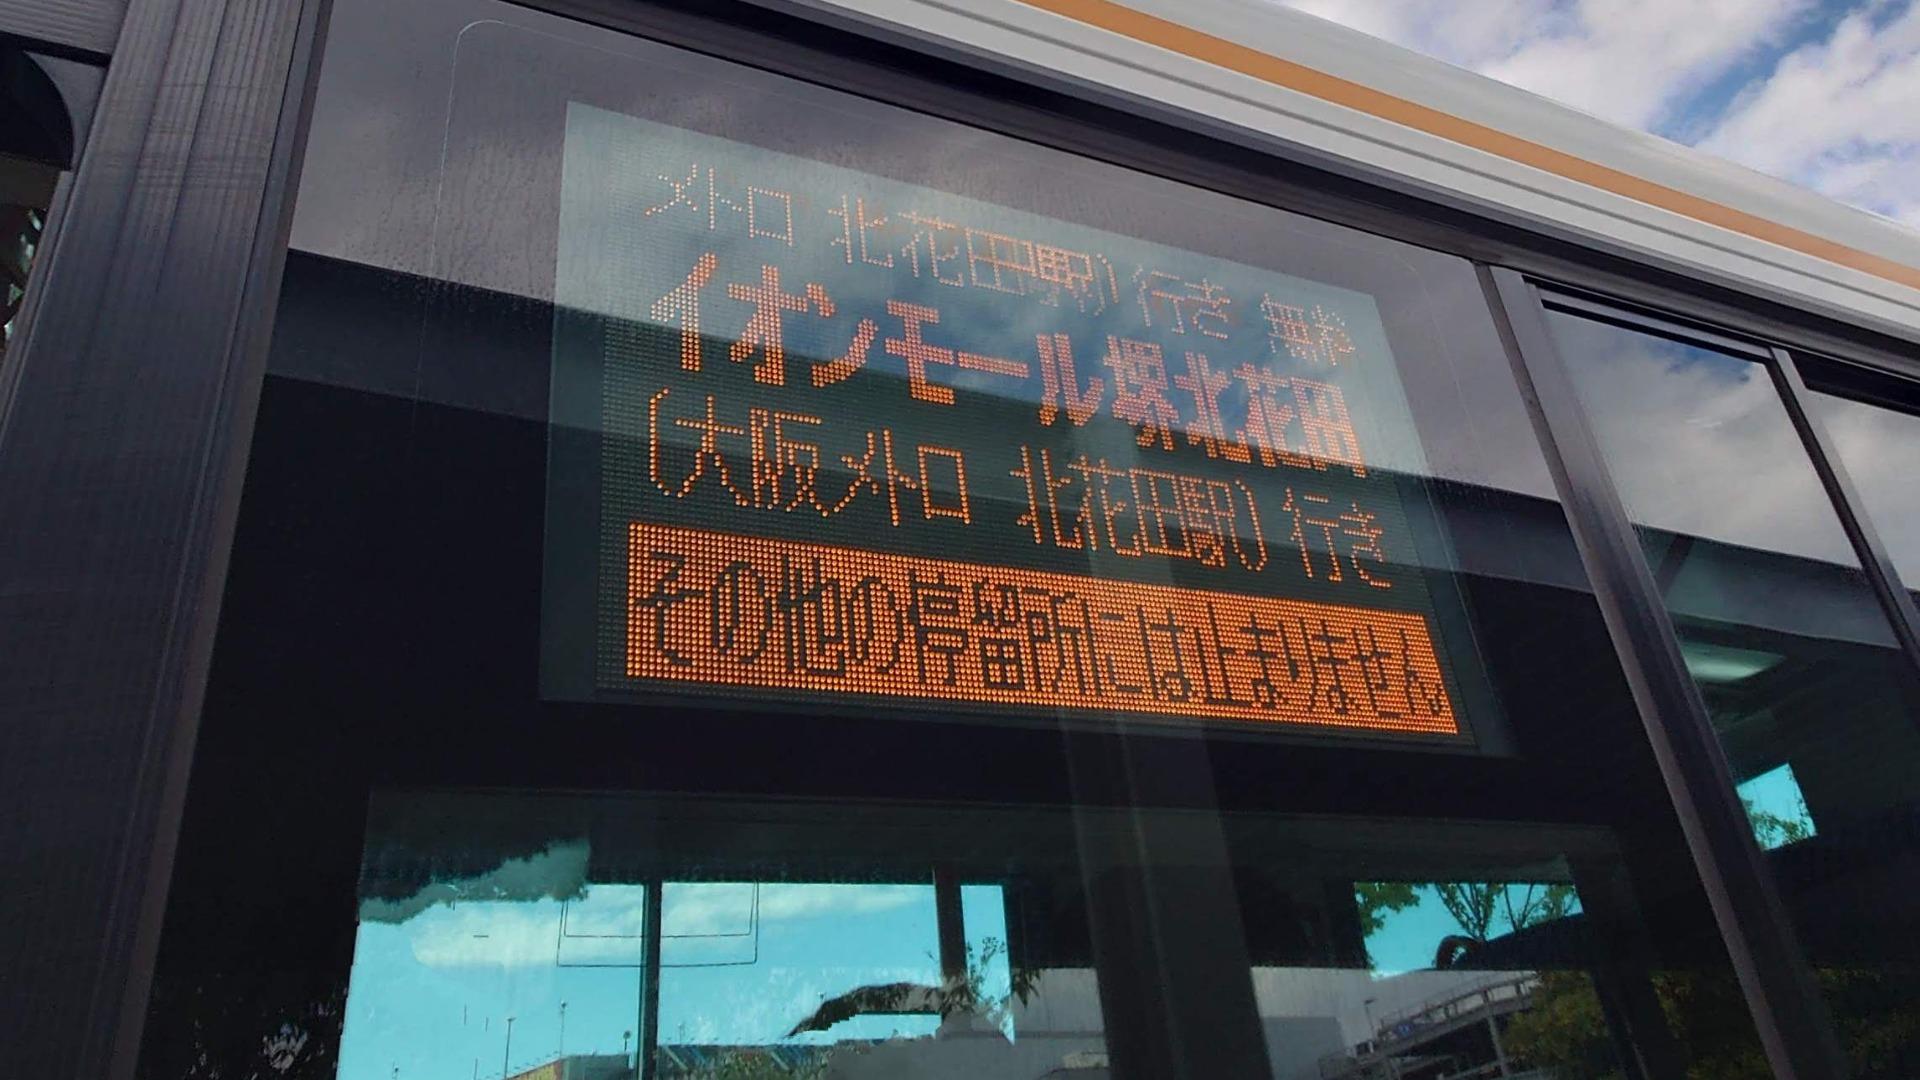 メトロ 北花田駅) 行き 無料
イオンモール堺北花田
(大阪メトロ 北花田駅) 行き
その他の停留所には止まりません